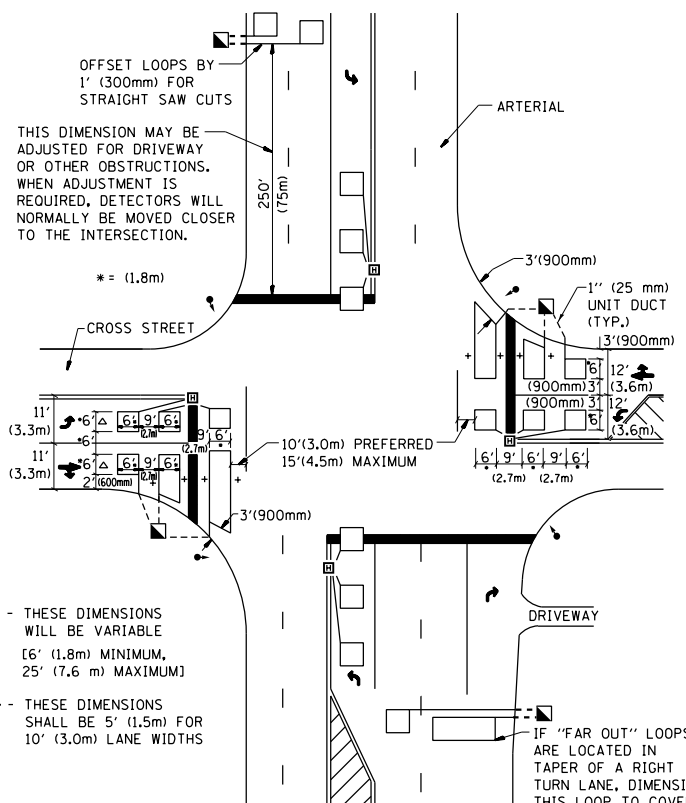 OFFSET LOOPS BY
1' (300mm) FOR
STRAIGHT SAW CUTS
ARTERIAL
THIS DIMENSION MAY BE
ADJUSTED FOR DRIVEWAY
OR OTHER OBSTRUCTIONS.
WHEN ADJUSTMENT IS
REQUIRED, DETECTORS WILL
NORMALLY BE MOVED CLOSER
TO THE INTERSECTION.
250'
(75m)
* = (1.8m)
H
3'(900mm)
1" (25 mm)
UNIT DUCT
(TYP.)
CROSS STREET
3'(900mm)
*6' 12'
(900mm) 3' (3.6m)
(900mm) 3' 12'
*6' (3.6m)
H
H
11'
(3.3m)
*6' 6' 9' 6'
(2.7m)
9' 6'
(2.7m)
11'
(3.3m)
*6' 6' 9' 6'
(2.7m)
2' (600mm)
10'(3.0m) PREFERRED
15'(4.5m) MAXIMUM
6' 9' 6' 9' 6'
(2.7m) (2.7m)
3'(900mm)
H
DRIVEWAY
- THESE DIMENSIONS
WILL BE VARIABLE
[6' (1.8m) MINIMUM,
25' (7.6 m) MAXIMUM]
- THESE DIMENSIONS
SHALL BE 5' (1.5m) FOR
10' (3.0m) LANE WIDTHS
IF "FAR OUT" LOOPS
ARE LOCATED IN
TAPER OF A RIGHT
TURN LANE, DIMENSI
THIS LOOP TO COVE